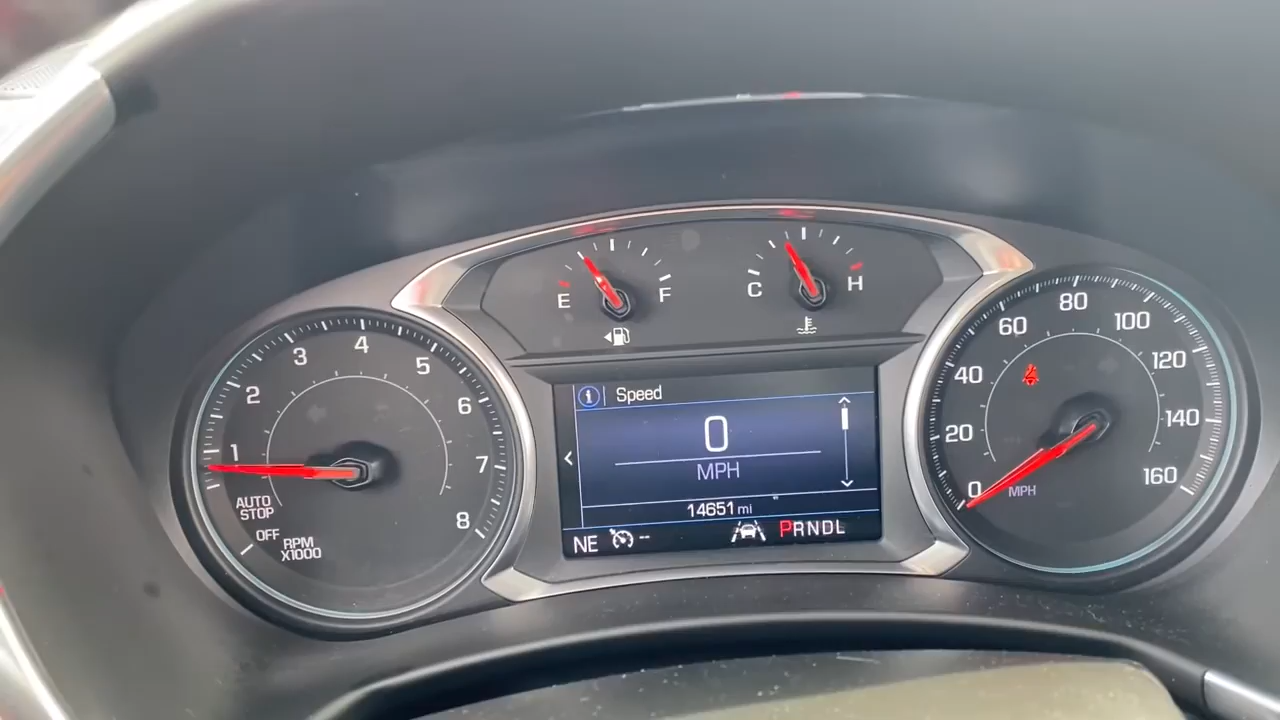 E F
C H
1 2 3 4 5 6 7 8
AUTO
STOP
OFF
RPM
X1000
i Speed
0
MPH
14651 mi
NE --
PRNDL
0 20 40 60 80 100 120 140 160
MPH